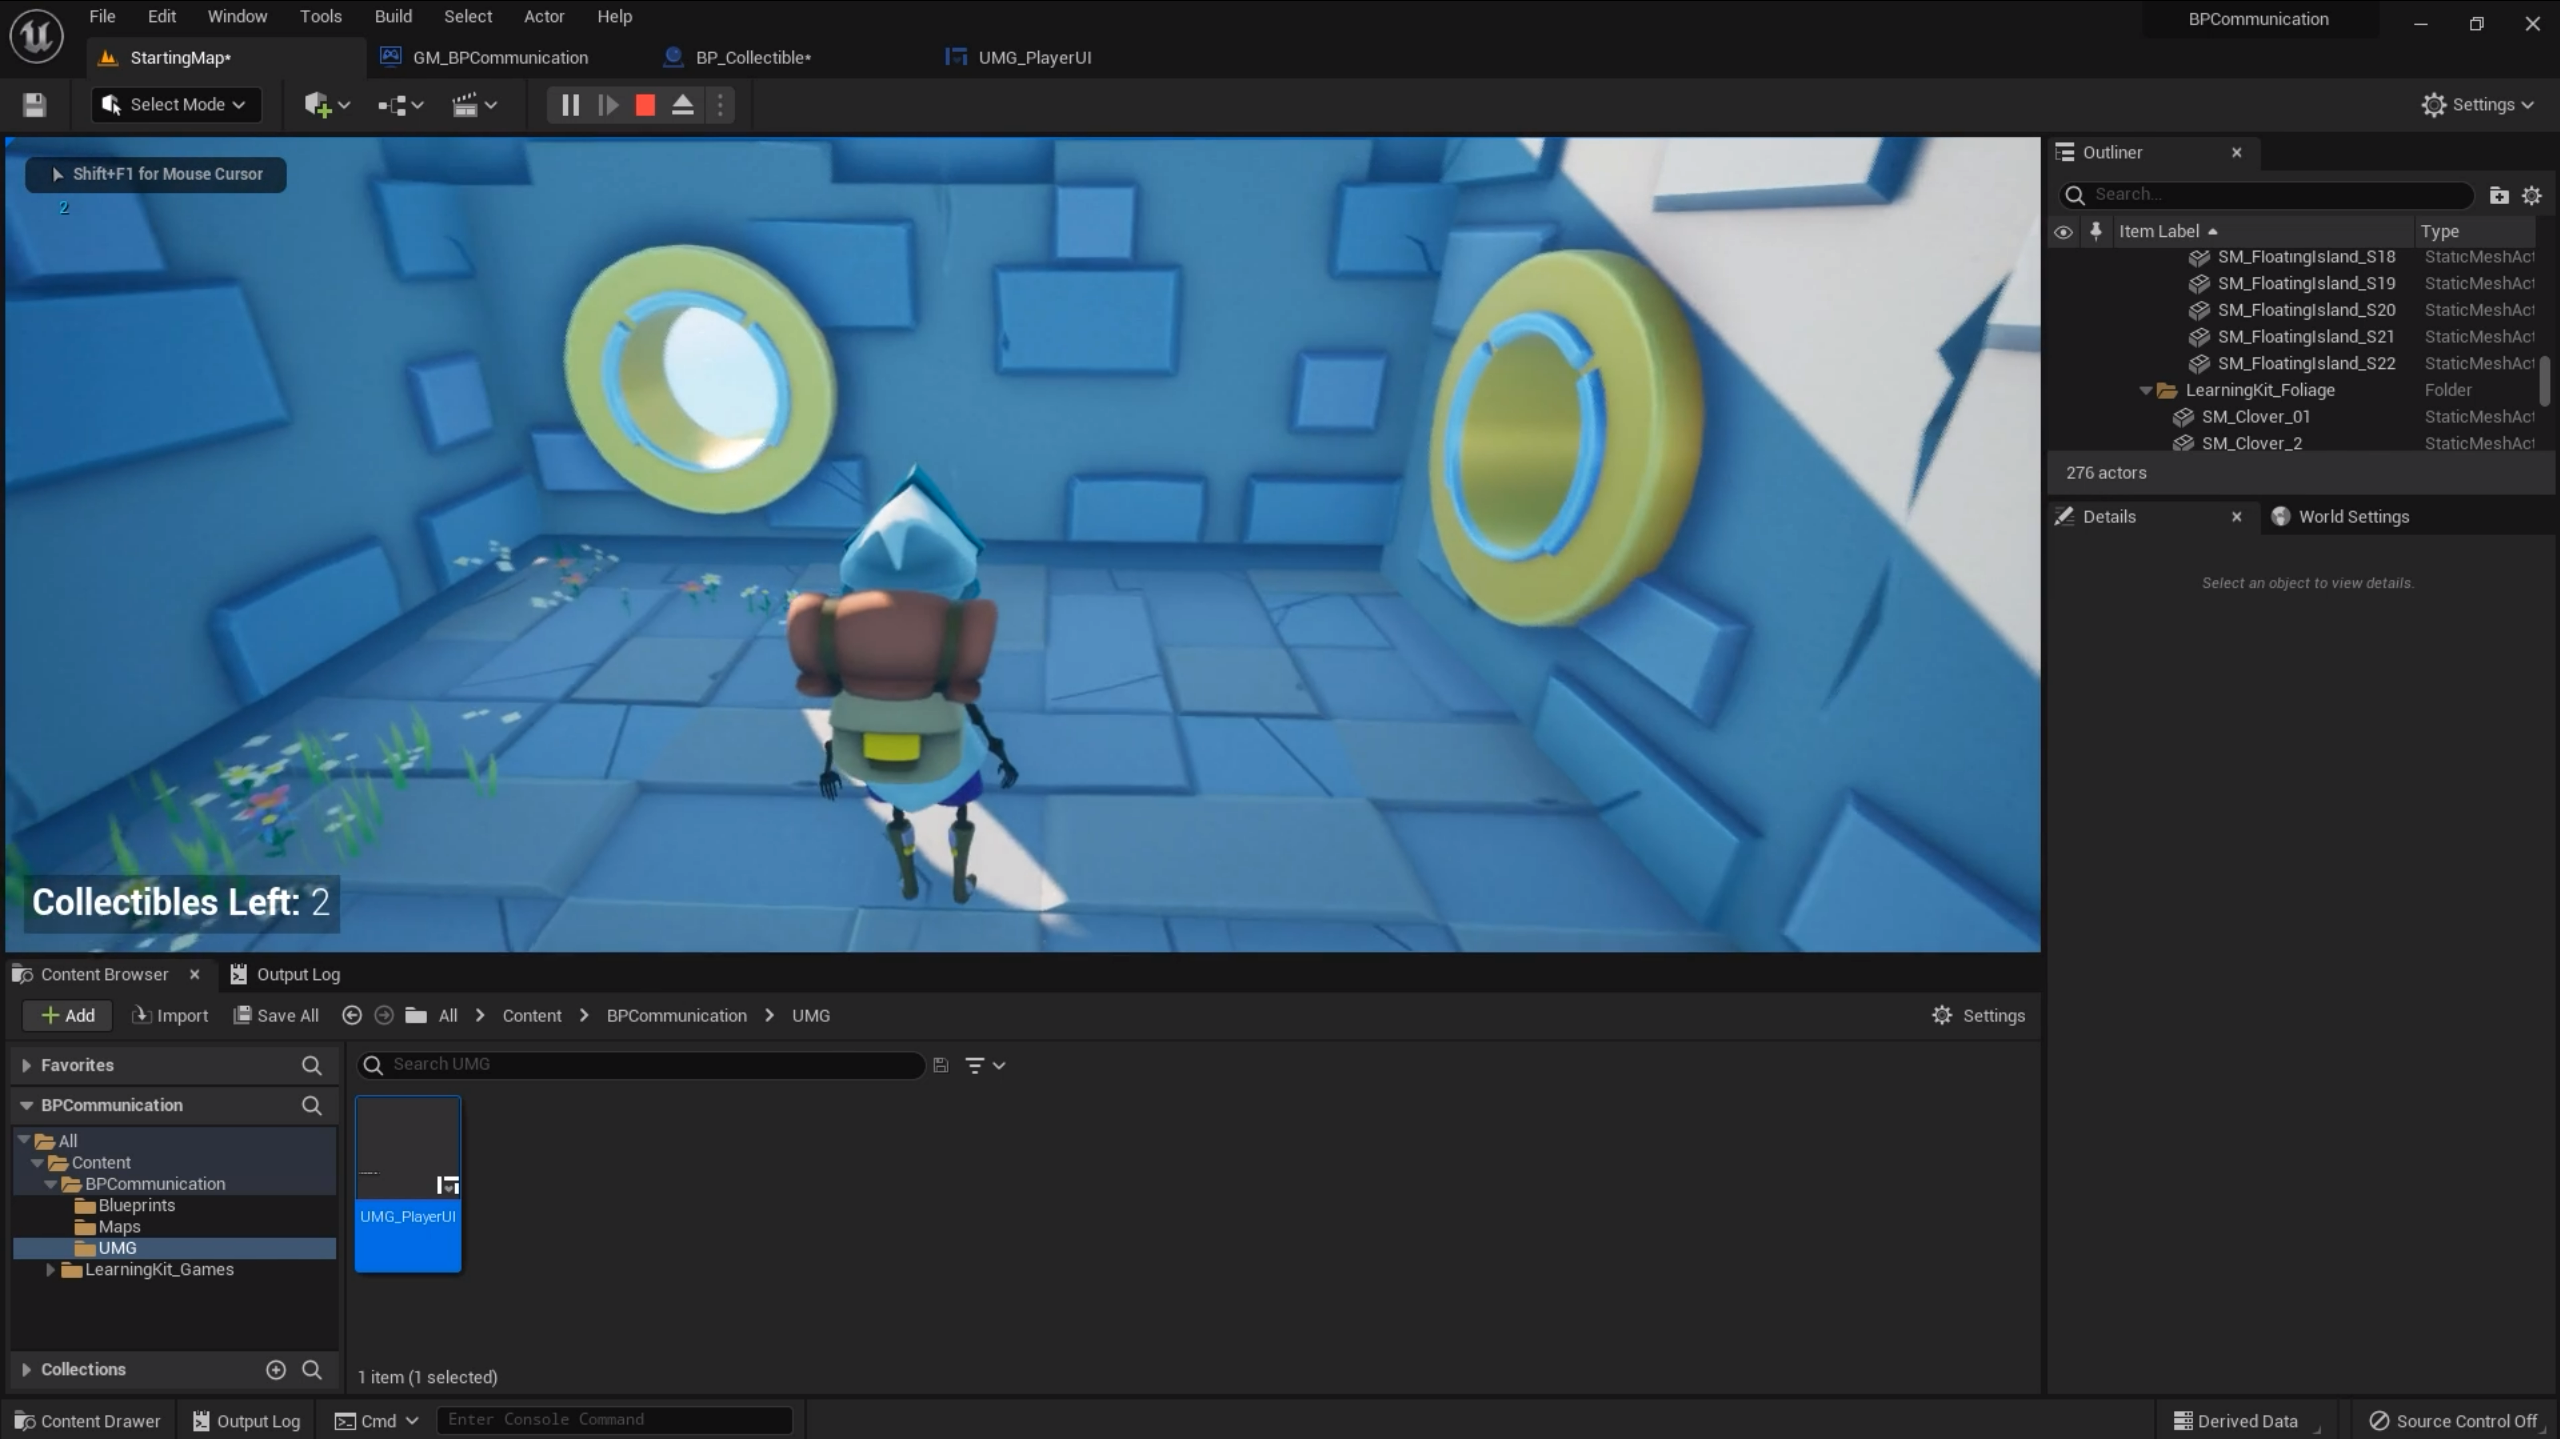 File Edit Window Tools Build Select Actor Help
BPCommunication
StartingMap* GM_BPCommunication BP_Collectible* UMG_PlayerUI
Select Mode
Settings
Shift+F1 for Mouse Cursor
2
Collectibles Left: 2
Outliner
Search...
Item Label Type
SM_FloatingIsland_S18 StaticMeshAct
SM_FloatingIsland_S19 StaticMeshAct
SM_FloatingIsland_S20 StaticMeshAct
SM_FloatingIsland_S21 StaticMeshAct
SM_FloatingIsland_S22 StaticMeshAct
LearningKit_Foliage Folder
SM_Clover_01 StaticMeshAct
SM_Clover_2 StaticMeshAct
276 actors
Details World Settings
Select an object to view details.
Content Browser Output Log
Add Import Save All All Content BPCommunication UMG
Settings
Favorites
BPCommunication
All
Content
BPCommunication
Blueprints
Maps
UMG
LearningKit_Games
Collections
Search UMG
UMG_PlayerUI
1 item (1 selected)
Content Drawer Output Log Cmd Enter Console Command
Derived Data Source Control Off